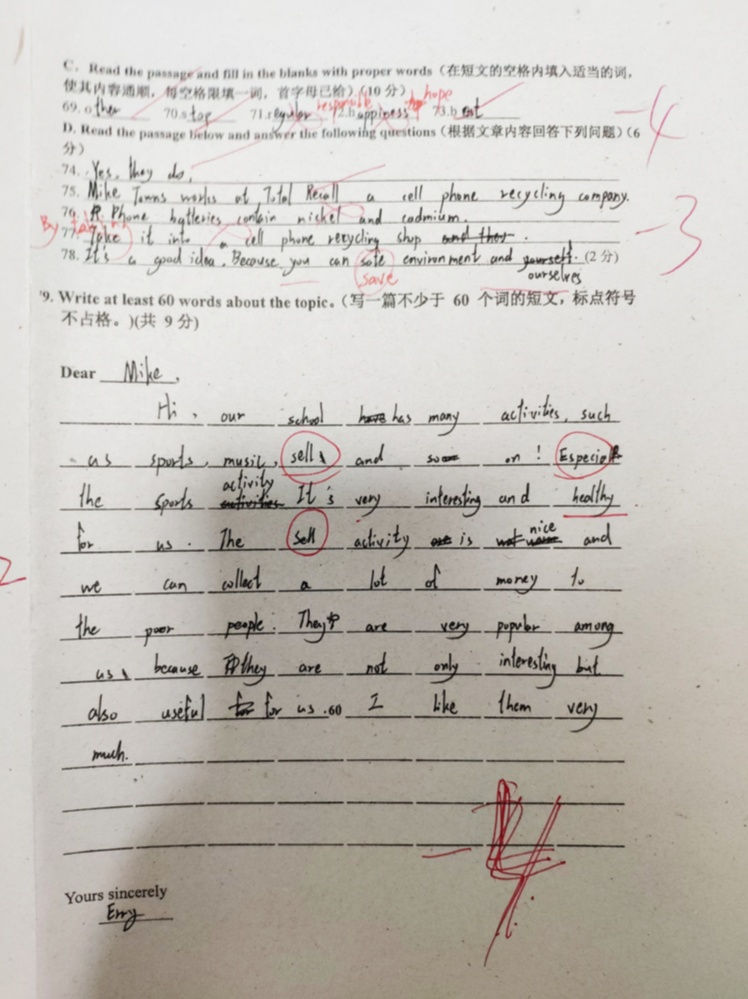 C. Read the passage and fill in the blanks with proper words（在短文的空格内填入适当的词，
使其内容通顺，每空格限填一词，首字母已给）(10 分)
responsible hope
69. other 70. stop 71. regular 72. happiness 73. b
-4
D. Read the passage below and answer the following questions（根据文章内容回答下列问题）(6
分）
74. Yes, they do.
75. Mike Towns works at Total Recall a cell phone recycling company.
76. Phone batteries contain nickel and cadmium.
By taking
77. Take it into a cell phone recycling shop and ther.
-3
78. It's a good idea. Because you can safe environment and yourself. (2 分)
save ourselves
9. Write at least 60 words about the topic.（写一篇不少于 60 个词的短文，标点符号
不占格。)(共 9 分)
Dear Mike,
Hi, our school have has many activities, such
as sports, music, sell, and so on! Especial
activity
the sports activities It's very interesting and healthy
nice
for us. The sell activity are is and
2
we can collect a lot of money to
the poor people. They are very popular among
us, because they are not only interesting but
also useful for for us. 60 I like them very
much.
Yours sincerely